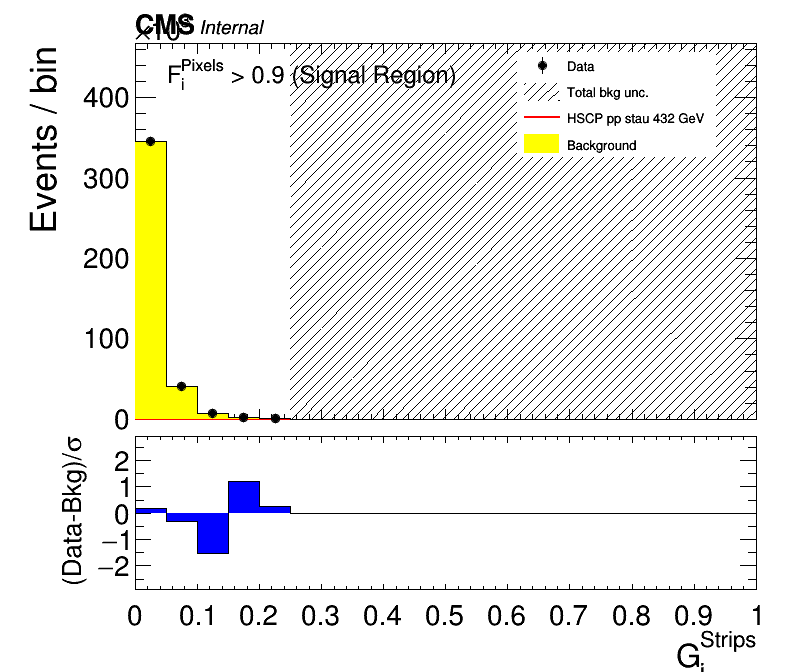 CMS Internal
×10³
Events / bin
F_i^Pixels > 0.9 (Signal Region)
Data
Total bkg unc.
HSCP pp stau 432 GeV
Background
400
300
200
100
0
(Data-Bkg)/σ
2
1
0
−1
−2
0 0.1 0.2 0.3 0.4 0.5 0.6 0.7 0.8 0.9 1
G_i^Strips